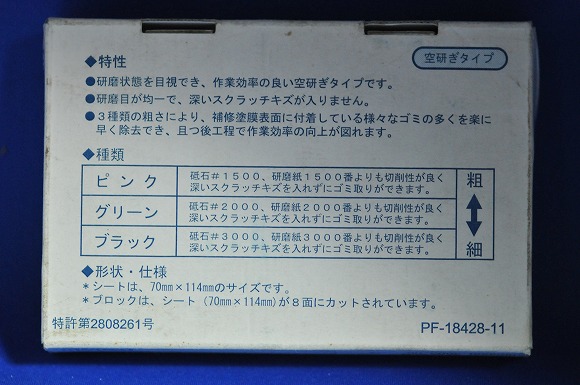 ◆特性
空研ぎタイプ
●研磨状態を目視でき、作業効率の良い空研ぎタイプです。
●研磨目が均一で、深いスクラッチキズが入りません。
●3種類の粗さにより、補修塗膜表面に付着している様々なゴミの多くを楽に
早く除去でき、且つ後工程で作業効率の向上が図れます。
◆種類
ピンク
砥石#1500、研磨紙1500番よりも切削性が良く
深いスクラッチキズを入れずにゴミ取りができます。
グリーン
砥石#2000、研磨紙2000番よりも切削性が良く
深いスクラッチキズを入れずにゴミ取りができます。
ブラック
砥石#3000、研磨紙3000番よりも切削性が良く
深いスクラッチキズを入れずにゴミ取りができます。
粗
細
◆形状・仕様
*シートは、70mm×114mmのサイズです。
*ブロックは、シート(70mm×114mm)が8面にカットされています。
特許第2808261号
PF-18428-11